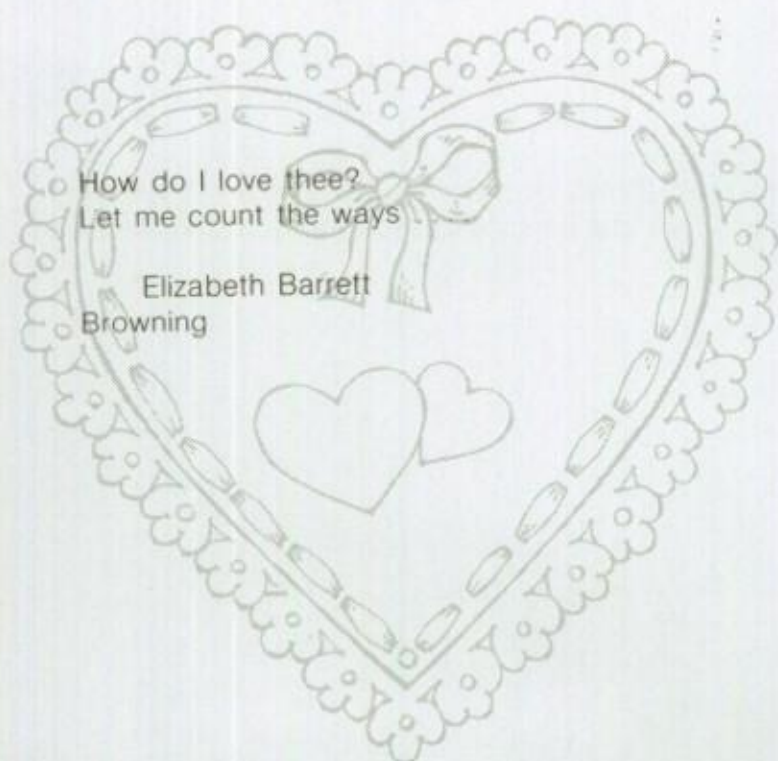 How do I love thee?
Let me count the ways ...
Elizabeth Barrett
Browning